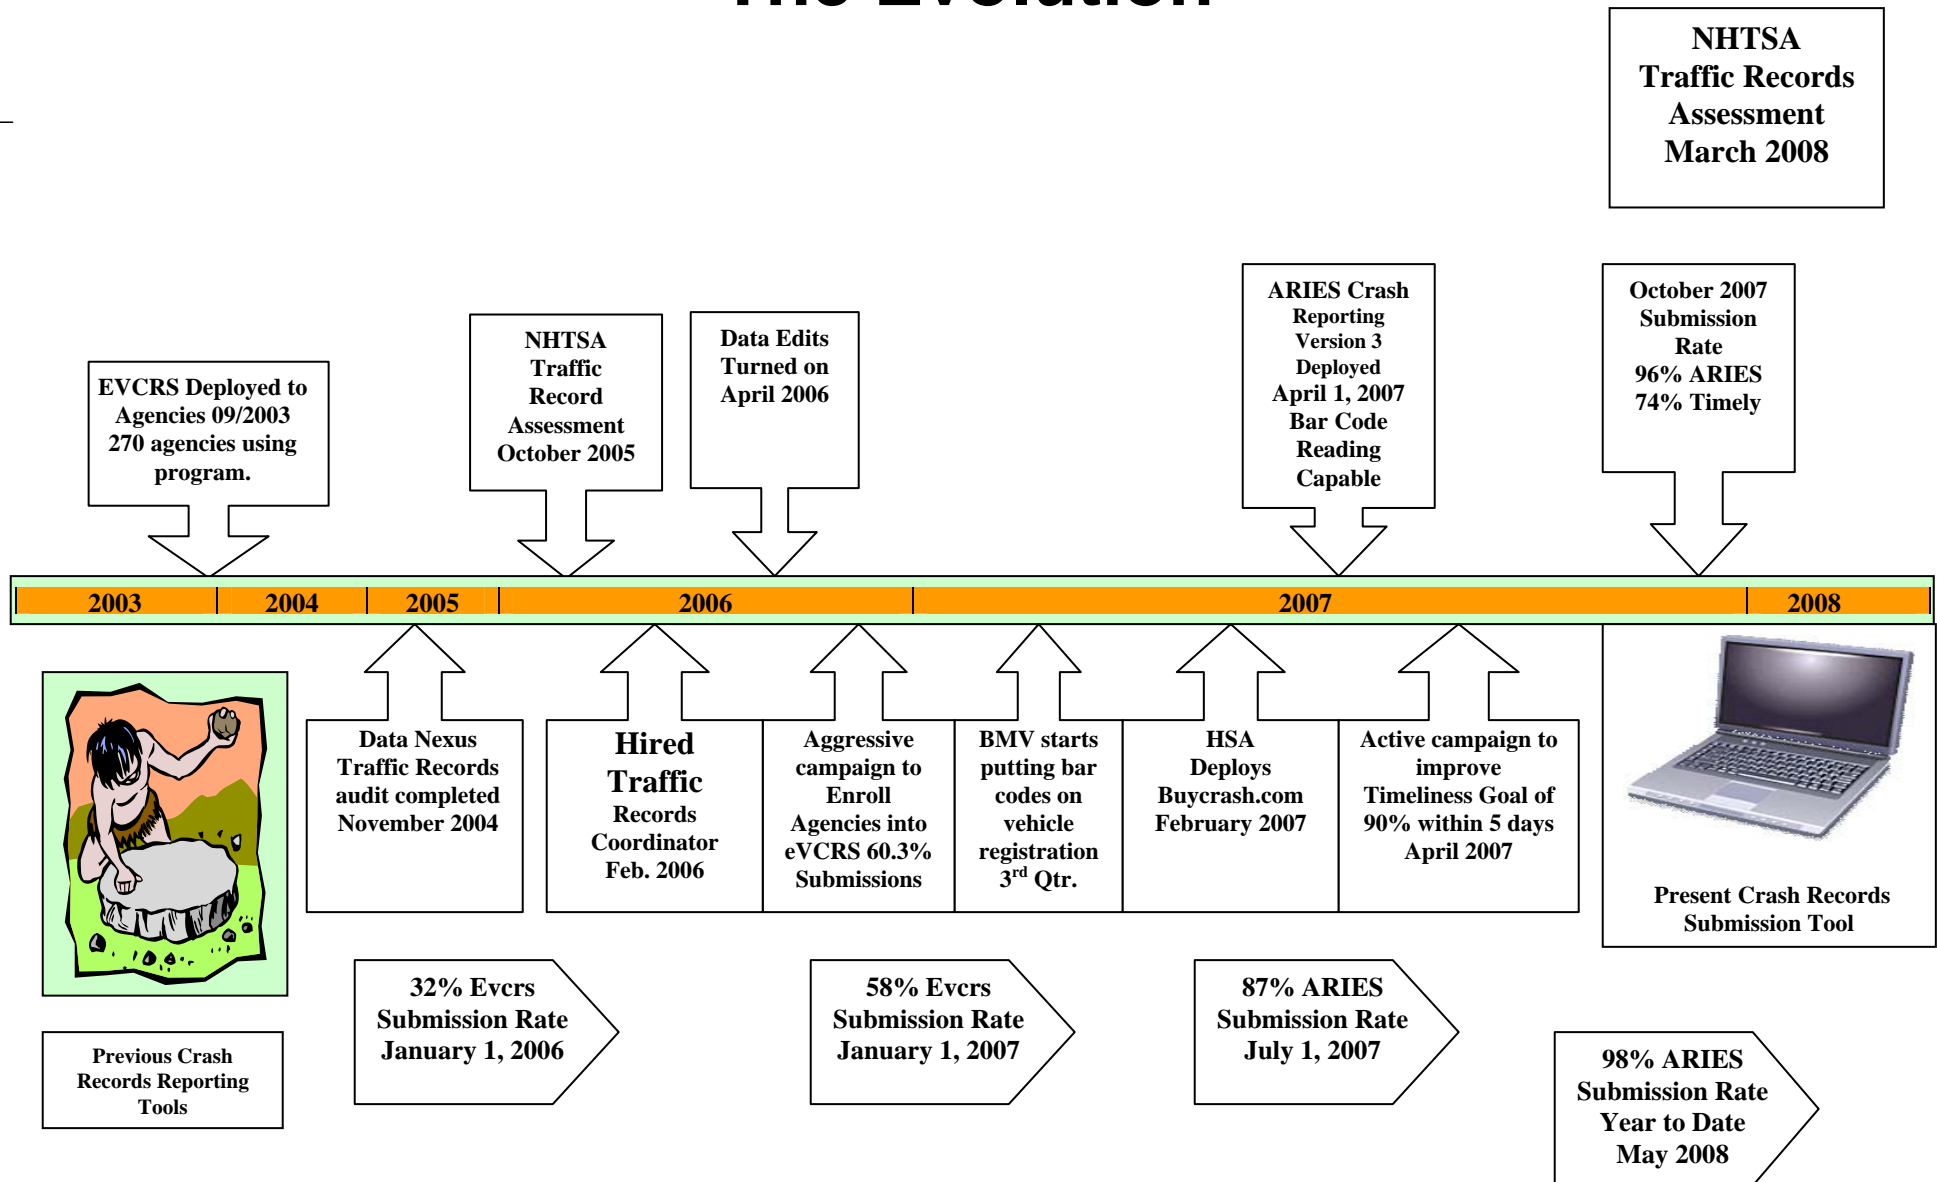 The Evolution
NHTSA
Traffic Records
Assessment
March 2008
EVCRS Deployed to
Agencies 09/2003
270 agencies using
program.
NHTSA
Traffic
Record
Assessment
October 2005
Data Edits
Turned on
April 2006
ARIES Crash
Reporting
Version 3
Deployed
April 1, 2007
Bar Code
Reading
Capable
October 2007
Submission
Rate
96% ARIES
74% Timely
2003 2004 2005 2006 2007 2008
Data Nexus
Traffic Records
audit completed
November 2004
Hired
Traffic
Records
Coordinator
Feb. 2006
Aggressive
campaign to
Enroll
Agencies into
eVCRS 60.3%
Submissions
BMV starts
putting bar
codes on
vehicle
registration
3rd Qtr.
HSA
Deploys
Buycrash.com
February 2007
Active campaign to
improve
Timeliness Goal of
90% within 5 days
April 2007
Present Crash Records
Submission Tool
Previous Crash
Records Reporting
Tools
32% Evcrs
Submission Rate
January 1, 2006
58% Evcrs
Submission Rate
January 1, 2007
87% ARIES
Submission Rate
July 1, 2007
98% ARIES
Submission Rate
Year to Date
May 2008